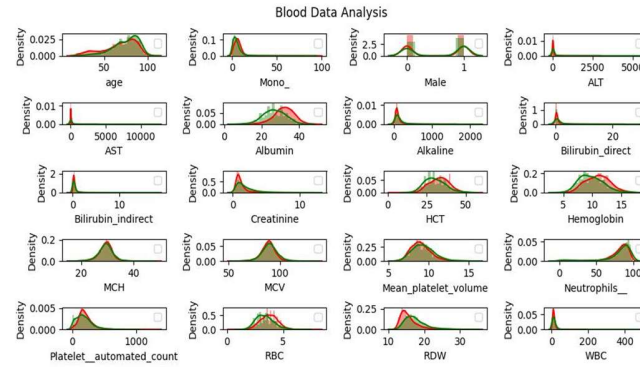 Blood Data Analysis
Density 0.025 0.000 50 100 age
Density 0.1 0.0 0 50 100 Mono_
Density 2.5 0.0 0 1 Male
Density 0.01 0.00 0 2500 5000 ALT
Density 0.01 0.00 0 5000 10000 AST
Density 0.05 0.00 0 20 40 Albumin
Density 0.01 0.00 0 1000 2000 Alkaline
Density 1 0 0 20 Bilirubin_direct
Density 2 0 0 10 Bilirubin_indirect
Density 0.5 0.0 0 10 Creatinine
Density 0.05 0.00 0 25 50 HCT
Density 0.2 0.0 5 10 15 Hemoglobin
Density 0.2 0.0 20 40 MCH
Density 0.05 0.00 50 100 MCV
Density 0.25 0.00 5 10 15 Mean_platelet_volume
Density 0.05 0.00 0 50 100 Neutrophils__
Density 0.005 0.000 0 1000 Platelet__automated_count
Density 0.5 0.0 0 5 RBC
Density 0.25 0.00 10 20 30 RDW
Density 0.05 0.00 0 200 400 WBC